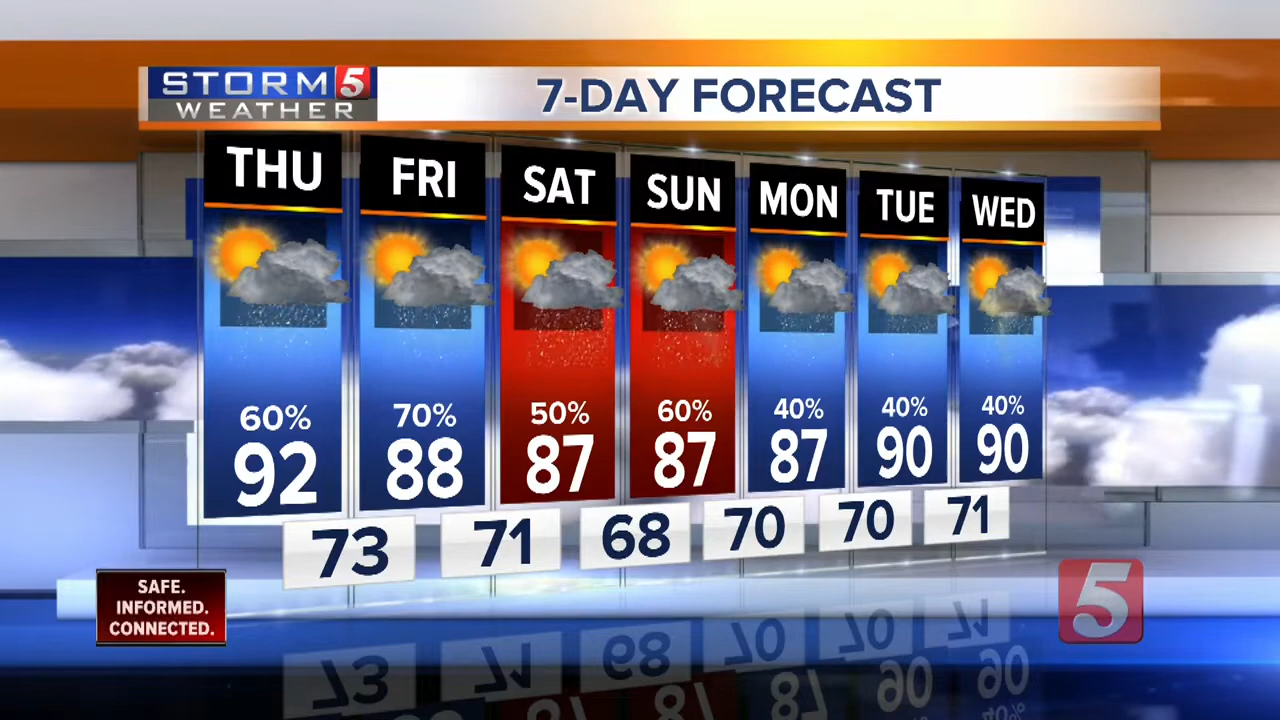 STORM 5
WEATHER
7-DAY FORECAST
THU FRI SAT SUN MON TUE WED
60% 70% 50% 60% 40% 40% 40%
92 88 87 87 87 90 90
73 71 68 70 70 71
SAFE.
INFORMED.
CONNECTED.
5